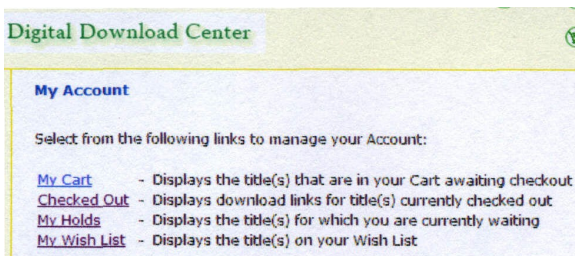 Digital Download Center
My Account
Select from the following links to manage your Account:
My Cart - Displays the title(s) that are in your Cart awaiting checkout
Checked Out - Displays download links for title(s) currently checked out
My Holds - Displays the title(s) for which you are currently waiting
My Wish List - Displays the title(s) on your Wish List